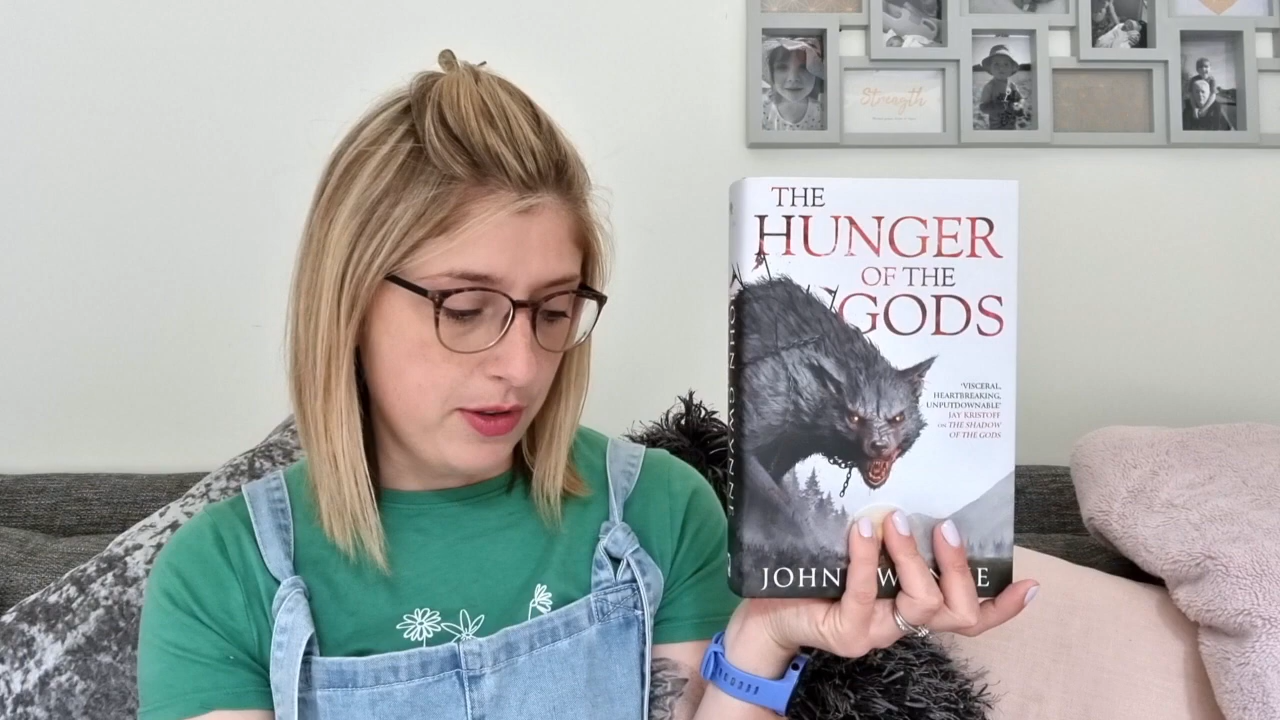 Strength
THE
HUNGER
OF THE
GODS
'VISCERAL,
HEARTBREAKING,
UNPUTDOWNABLE'
JAY KRISTOFF
ON THE SHADOW
OF THE GODS
JOHN